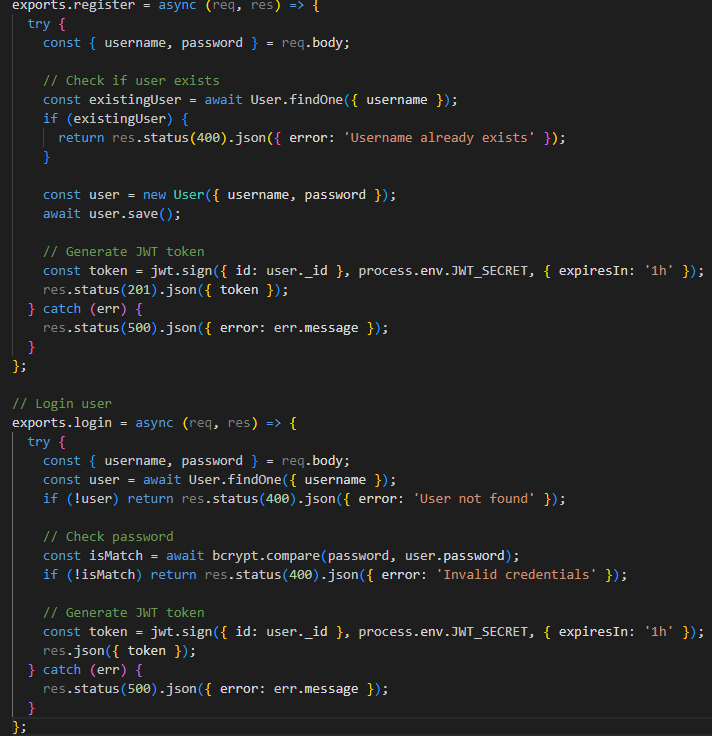 exports.register = async (req, res) => {
  try {
    const { username, password } = req.body;

    // Check if user exists
    const existingUser = await User.findOne({ username });
    if (existingUser) {
      return res.status(400).json({ error: 'Username already exists' });
    }

    const user = new User({ username, password });
    await user.save();

    // Generate JWT token
    const token = jwt.sign({ id: user._id }, process.env.JWT_SECRET, { expiresIn: '1h' });
    res.status(201).json({ token });
  } catch (err) {
    res.status(500).json({ error: err.message });
  }
};

// Login user
exports.login = async (req, res) => {
  try {
    const { username, password } = req.body;
    const user = await User.findOne({ username });
    if (!user) return res.status(400).json({ error: 'User not found' });

    // Check password
    const isMatch = await bcrypt.compare(password, user.password);
    if (!isMatch) return res.status(400).json({ error: 'Invalid credentials' });

    // Generate JWT token
    const token = jwt.sign({ id: user._id }, process.env.JWT_SECRET, { expiresIn: '1h' });
    res.json({ token });
  } catch (err) {
    res.status(500).json({ error: err.message });
  }
};